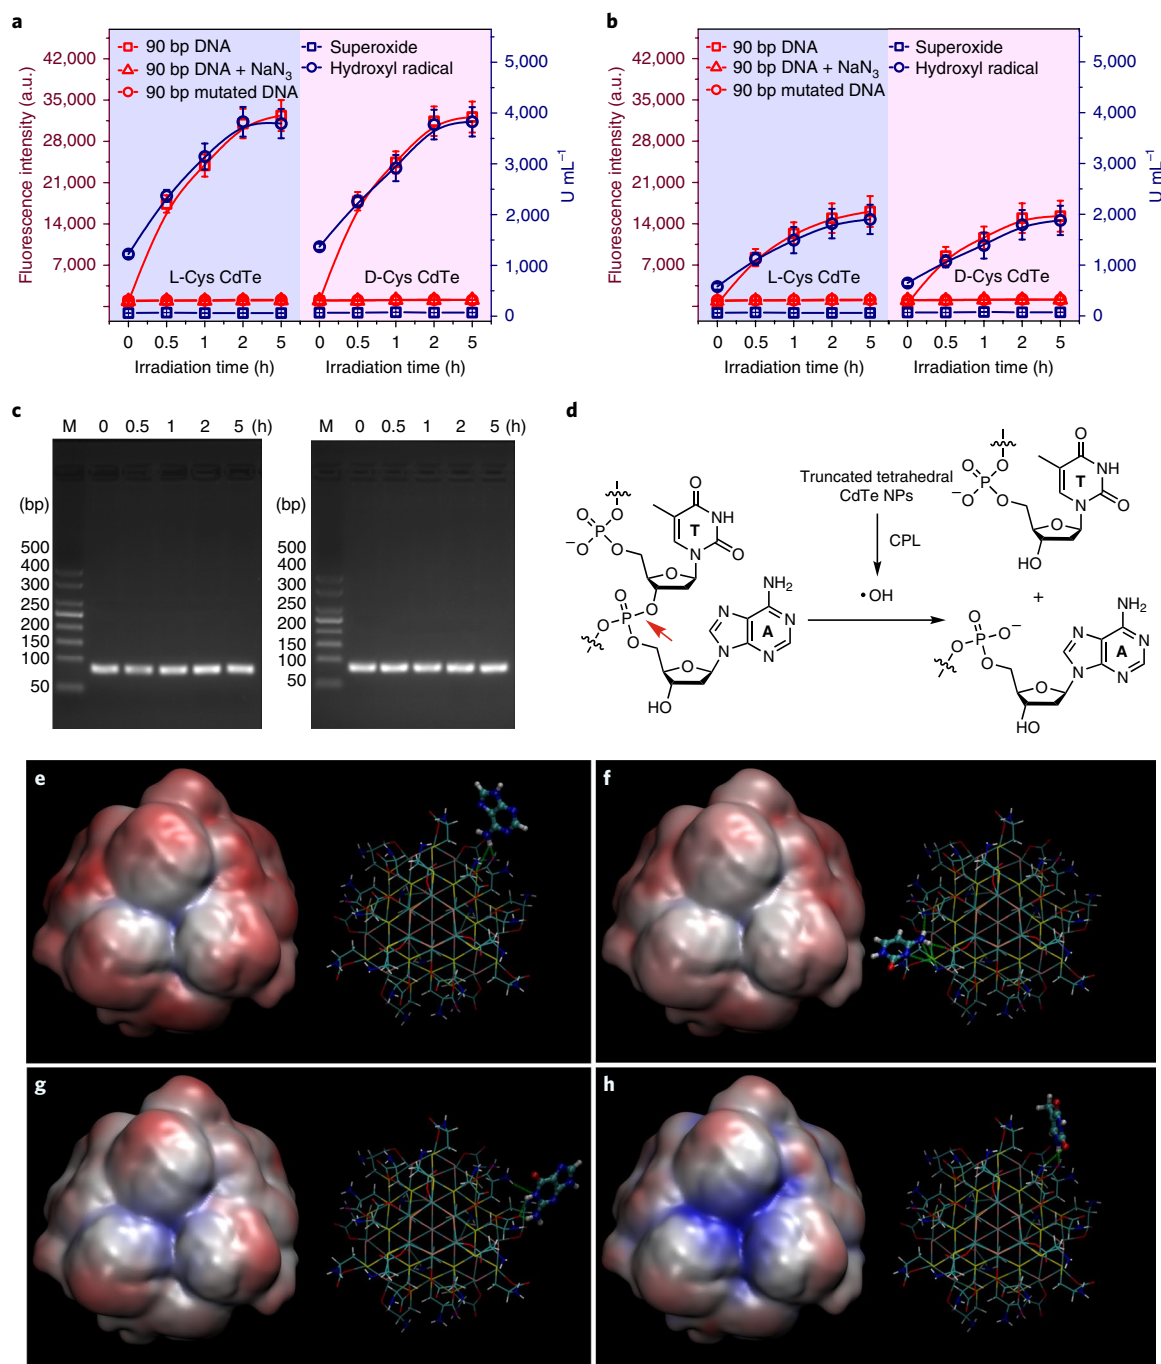 a
Fluorescence intensity (a.u.)
42,000
35,000
28,000
21,000
14,000
7,000
90 bp DNA
90 bp DNA + NaN₃
90 bp mutated DNA
Superoxide
Hydroxyl radical
5,000
4,000
3,000
2,000
1,000
0
U mL⁻¹
L-Cys CdTe
D-Cys CdTe
0 0.5 1 2 5 0 0.5 1 2 5
Irradiation time (h) Irradiation time (h)
b
Fluorescence intensity (a.u.)
42,000
35,000
28,000
21,000
14,000
7,000
90 bp DNA
90 bp DNA + NaN₃
90 bp mutated DNA
Superoxide
Hydroxyl radical
5,000
4,000
3,000
2,000
1,000
0
U mL⁻¹
L-Cys CdTe
D-Cys CdTe
0 0.5 1 2 5 0 0.5 1 2 5
Irradiation time (h) Irradiation time (h)
c
M 0 0.5 1 2 5 (h)
(bp)
500
400
300
250
200
150
100
50
M 0 0.5 1 2 5 (h)
(bp)
500
400
300
250
200
150
100
50
d
O
O
P
⁻O
O
O
NH
T
N
O
O
O
O
P
O
O
NH₂
N
N
A
N
N
O
HO
Truncated tetrahedral
CdTe NPs
CPL
•OH
O
O
P
⁻O
O
O
NH
T
N
O
O
HO
+
O
O⁻
P
O
O
NH₂
N
N
A
N
N
O
HO
e
f
g
h